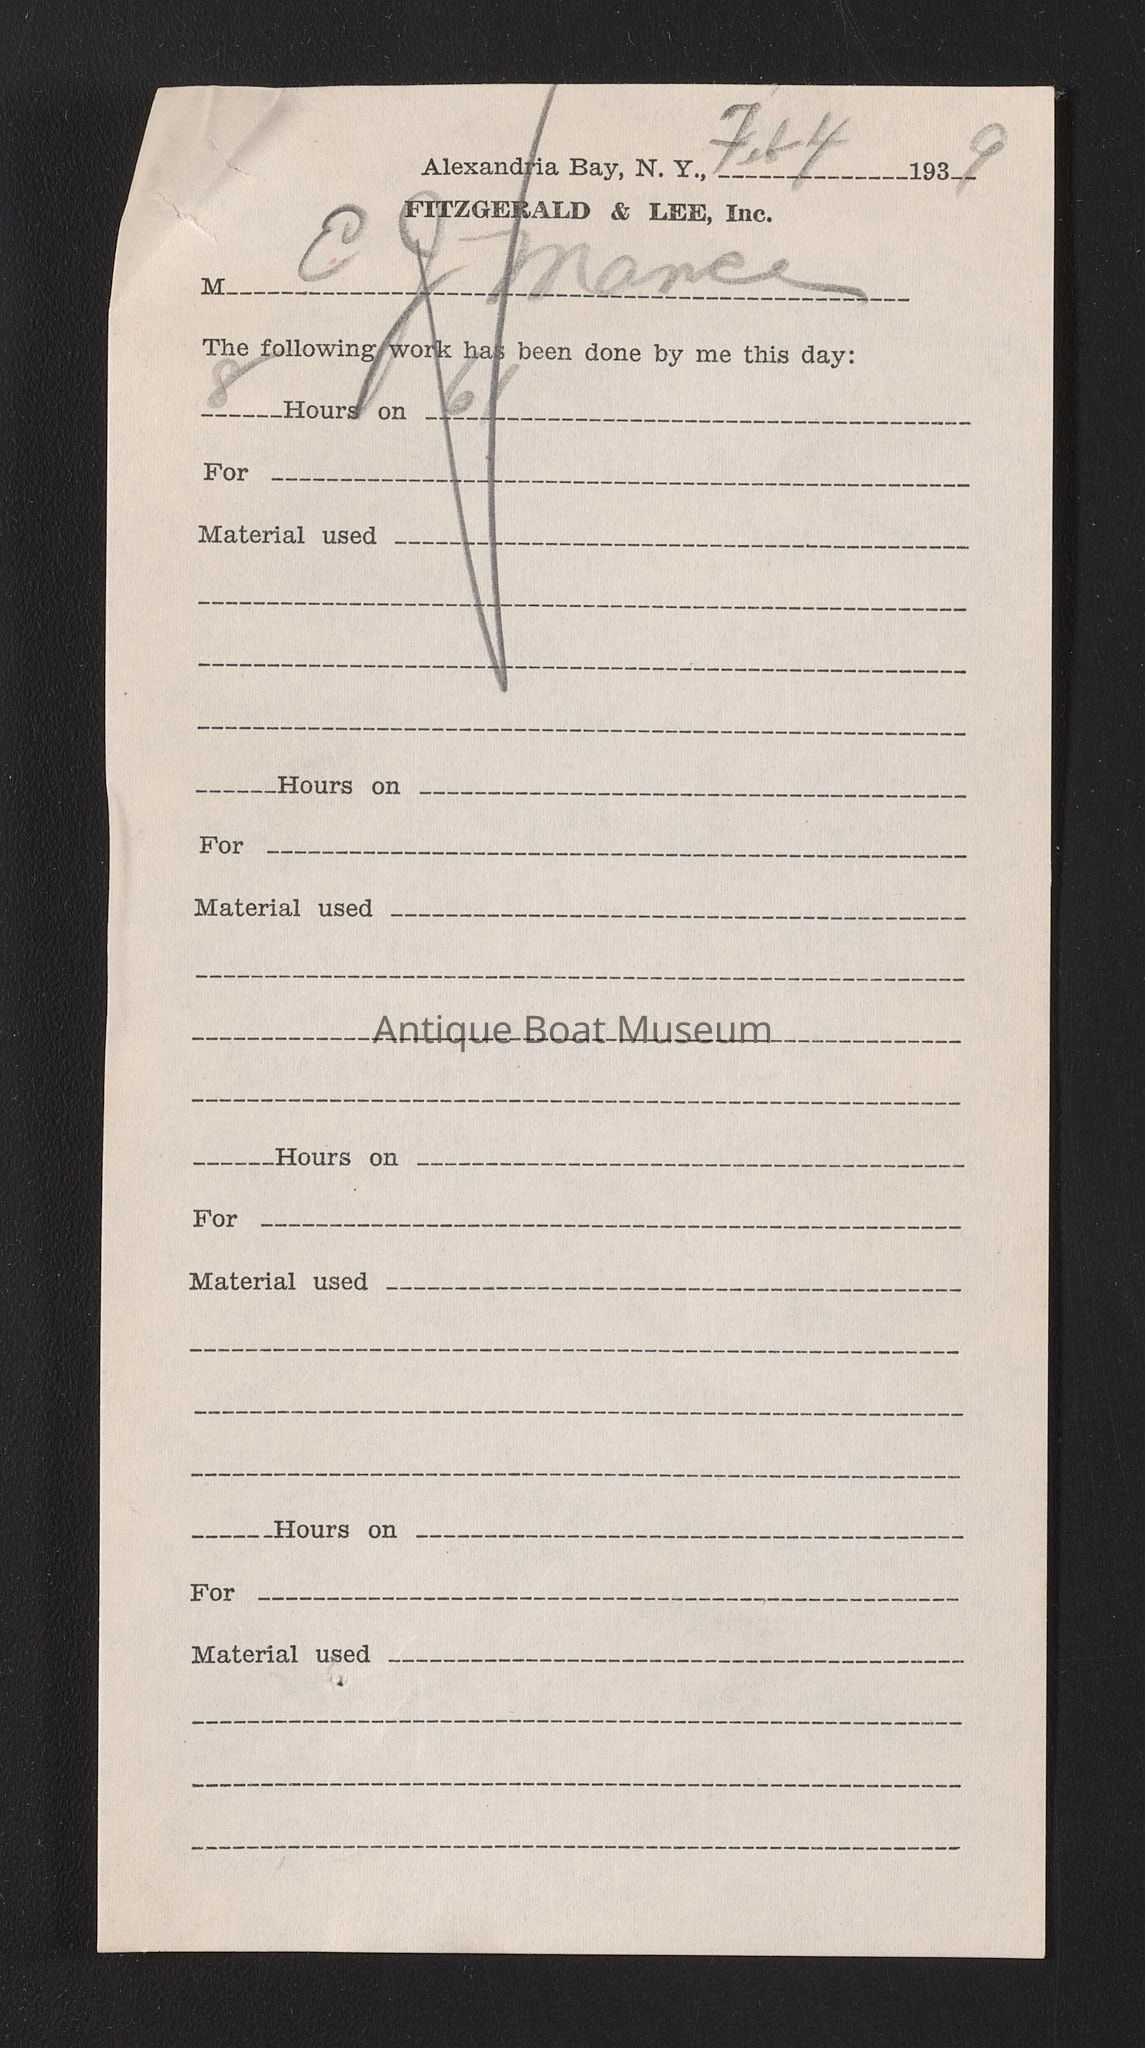 Alexandria Bay, N. Y., Feb 4 1939
FITZGERALD & LEE, Inc.
M E J Mance
The following work has been done by me this day:
8 Hours on 61
For
Material used
Hours on
For
Material used
Antique Boat Museum
Hours on
For
Material used
Hours on
For
Material used